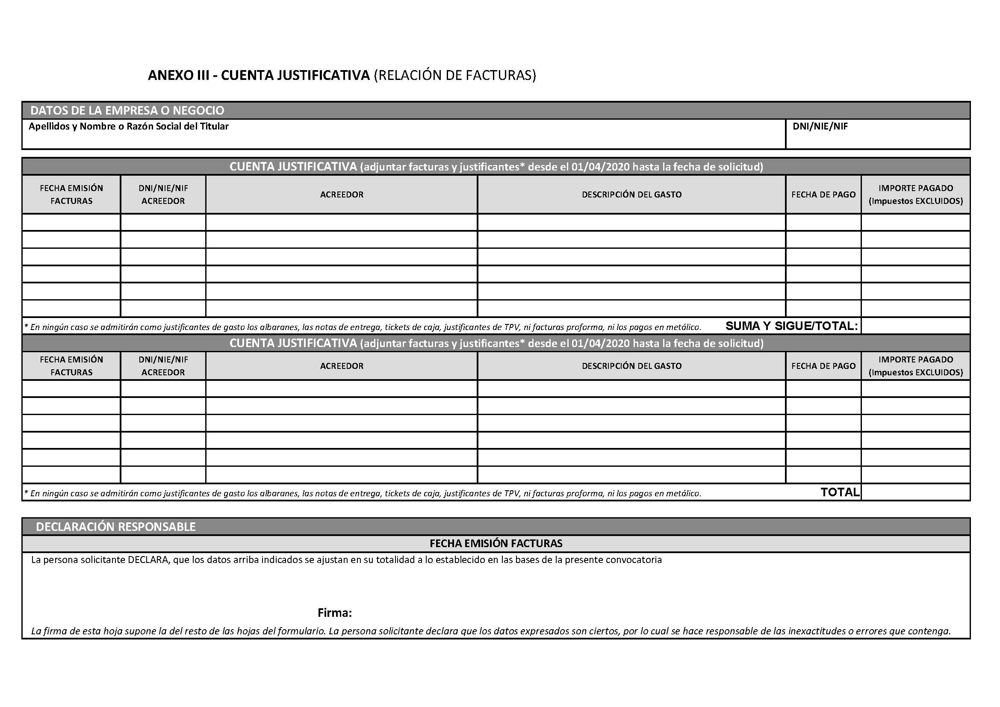 ANEXO III - CUENTA JUSTIFICATIVA (RELACIÓN DE FACTURAS)
DATOS DE LA EMPRESA O NEGOCIO
Apellidos y Nombre o Razón Social del Titular
DNI/NIE/NIF
CUENTA JUSTIFICATIVA (adjuntar facturas y justificantes* desde el 01/04/2020 hasta la fecha de solicitud)
FECHA EMISIÓN
FACTURAS
DNI/NIE/NIF
ACREEDOR
ACREEDOR
DESCRIPCIÓN DEL GASTO
FECHA DE PAGO
IMPORTE PAGADO
(Impuestos EXCLUIDOS)
* En ningún caso se admitirán como justificantes de gasto los albaranes, las notas de entrega, tickets de caja, justificantes de TPV, ni facturas proforma, ni los pagos en metálico.
SUMA Y SIGUE/TOTAL:
CUENTA JUSTIFICATIVA (adjuntar facturas y justificantes* desde el 01/04/2020 hasta la fecha de solicitud)
FECHA EMISIÓN
FACTURAS
DNI/NIE/NIF
ACREEDOR
ACREEDOR
DESCRIPCIÓN DEL GASTO
FECHA DE PAGO
IMPORTE PAGADO
(Impuestos EXCLUIDOS)
* En ningún caso se admitirán como justificantes de gasto los albaranes, las notas de entrega, tickets de caja, justificantes de TPV, ni facturas proforma, ni los pagos en metálico.
TOTAL
DECLARACIÓN RESPONSABLE
FECHA EMISIÓN FACTURAS
La persona solicitante DECLARA, que los datos arriba indicados se ajustan en su totalidad a lo establecido en las bases de la presente convocatoria
Firma:
La firma de esta hoja supone la del resto de las hojas del formulario. La persona solicitante declara que los datos expresados son ciertos, por lo cual se hace responsable de las inexactitudes o errores que contenga.